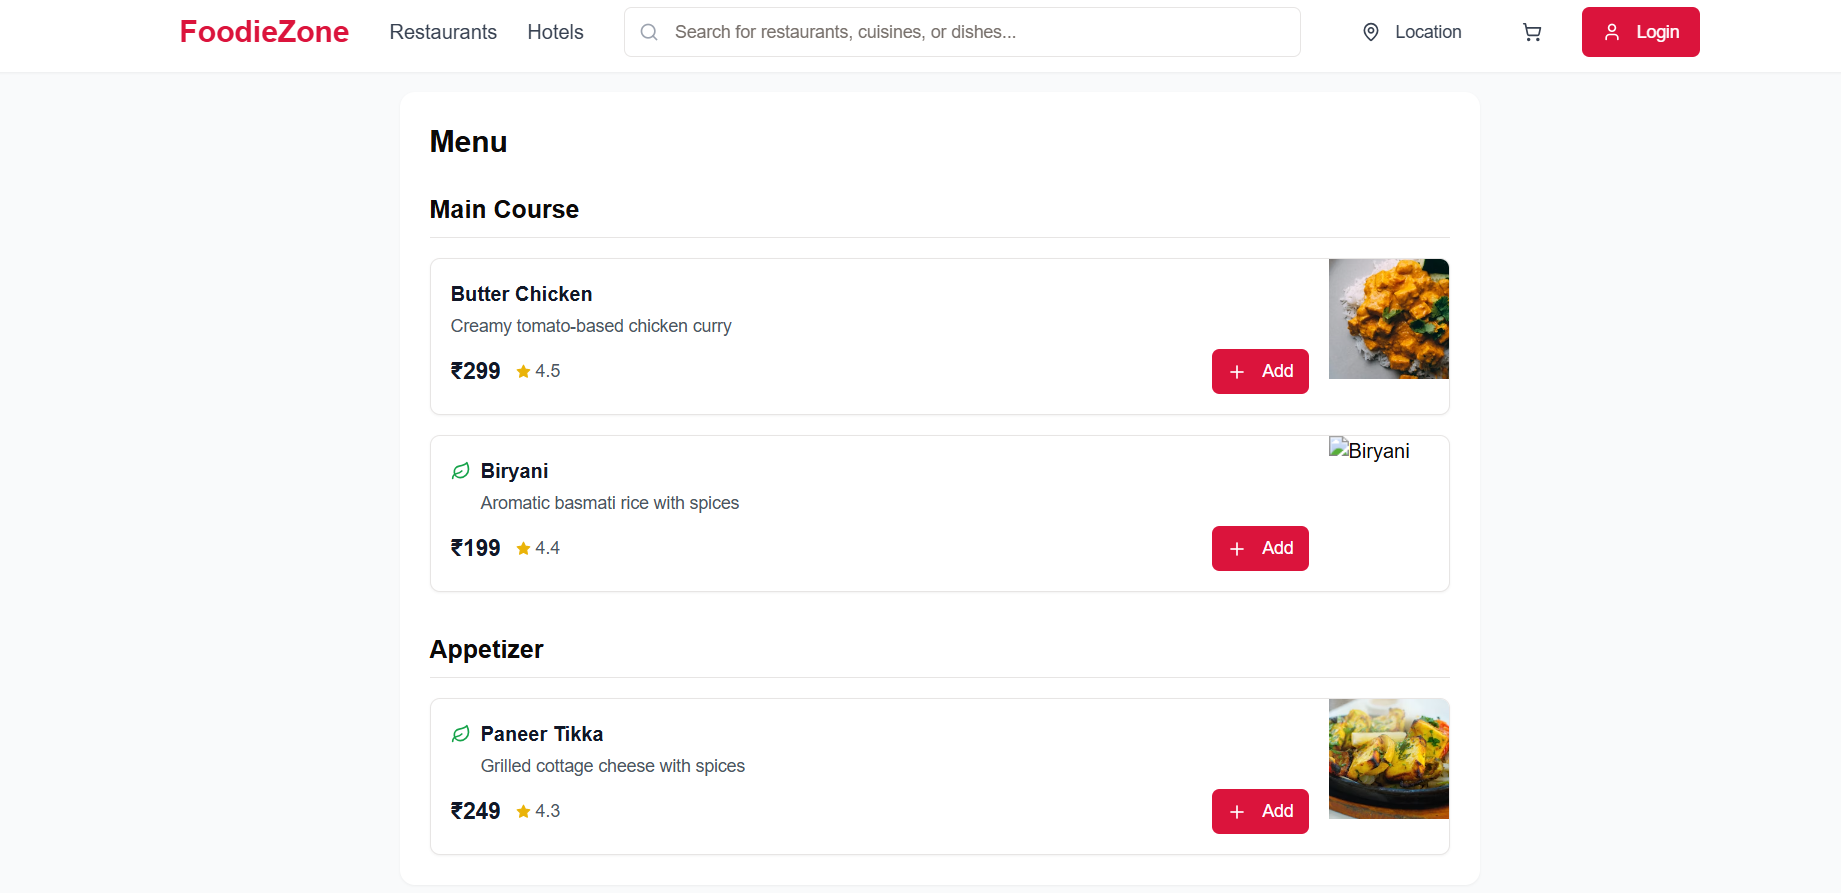 FoodieZone Restaurants Hotels Search for restaurants, cuisines, or dishes... Location Login
Menu
Main Course
Butter Chicken
Creamy tomato-based chicken curry
₹299 4.5 Add
Biryani
Biryani
Aromatic basmati rice with spices
₹199 4.4 Add
Appetizer
Paneer Tikka
Grilled cottage cheese with spices
₹249 4.3 Add